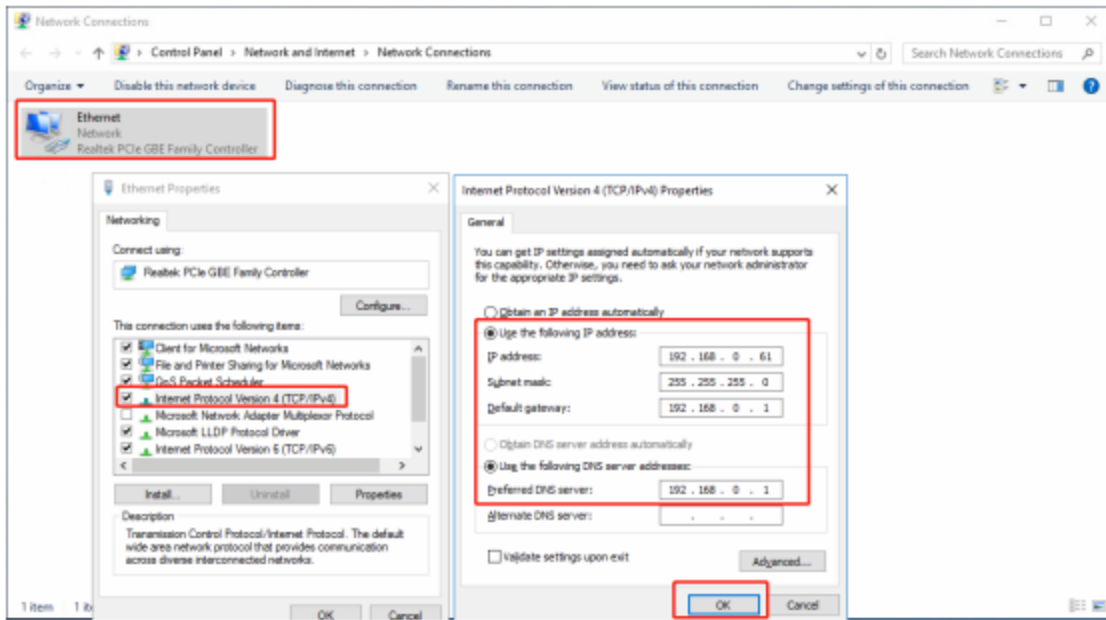 Network Connections
Control Panel > Network and Internet > Network Connections
Search Network Connections
Organize
Disable this network device
Diagnose this connection
Rename this connection
View status of this connection
Change settings of this connection
Ethernet
Network
Realtek PCIe GBE Family Controller
Ethernet Properties
Networking
Connect using:
Realtek PCIe GBE Family Controller
Configure...
This connection uses the following items:
Client for Microsoft Networks
File and Printer Sharing for Microsoft Networks
QoS Packet Scheduler
Internet Protocol Version 4 (TCP/IPv4)
Microsoft Network Adapter Multiplexor Protocol
Microsoft LLDP Protocol Driver
Internet Protocol Version 6 (TCP/IPv6)
Install...
Uninstall
Properties
Description
Transmission Control Protocol/Internet Protocol. The default
wide area network protocol that provides communication
across diverse interconnected networks.
OK
Cancel
Internet Protocol Version 4 (TCP/IPv4) Properties
General
You can get IP settings assigned automatically if your network supports
this capability. Otherwise, you need to ask your network administrator
for the appropriate IP settings.
Obtain an IP address automatically
Use the following IP address:
IP address: 192 . 168 . 0 . 61
Subnet mask: 255 . 255 . 255 . 0
Default gateway: 192 . 168 . 0 . 1
Obtain DNS server address automatically
Use the following DNS server addresses:
Preferred DNS server: 192 . 168 . 0 . 1
Alternate DNS server: . . .
Validate settings upon exit
Advanced...
OK
Cancel
1 item